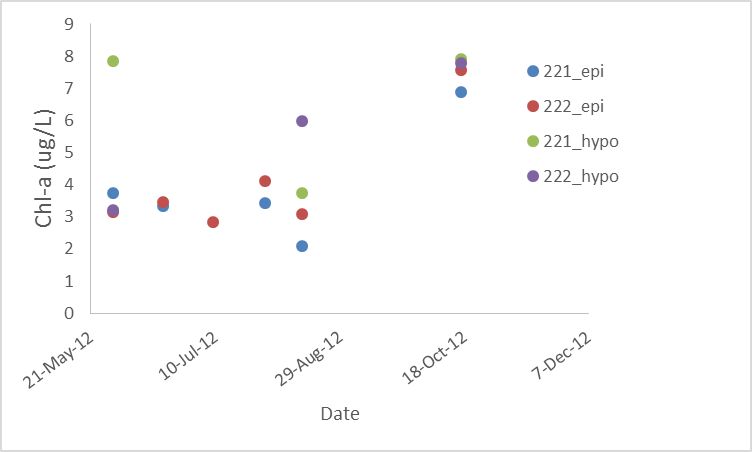 9
8
7
6
5
4
3
2
1
0
Chl-a (ug/L)
21-May-12
10-Jul-12
29-Aug-12
18-Oct-12
7-Dec-12
Date
221_epi
222_epi
221_hypo
222_hypo